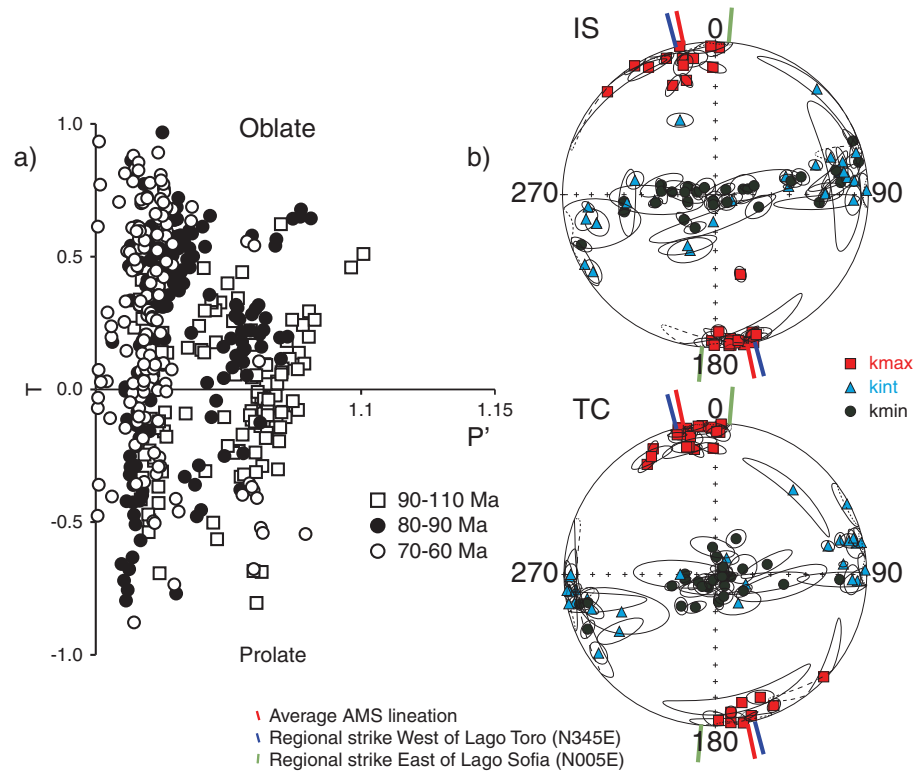 a)
Oblate
1.0
0.5
0.0
-0.5
-1.0
T
1.1
1.15
P'
90-110 Ma
80-90 Ma
70-60 Ma
Prolate
b)
IS
0
270
90
180
kmax
kint
kmin
TC
0
270
90
180
Average AMS lineation
Regional strike West of Lago Toro (N345E)
Regional strike East of Lago Sofia (N005E)